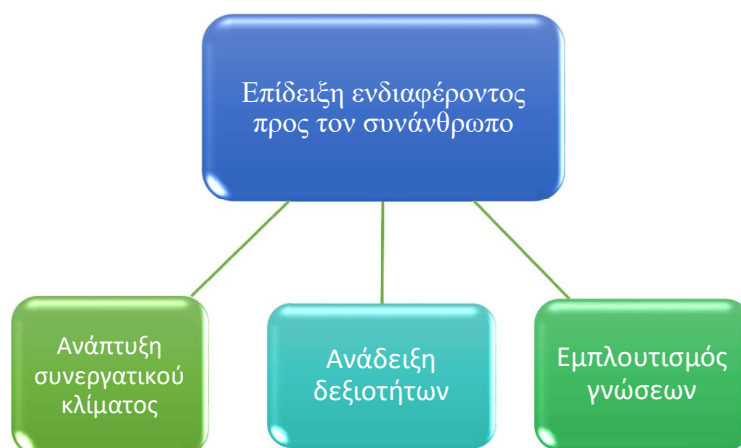 Επίδειξη ενδιαφέροντος
προς τον συνάνθρωπο
Ανάπτυξη
συνεργατικού
κλίματος
Ανάδειξη
δεξιοτήτων
Εμπλουτισμός
γνώσεων